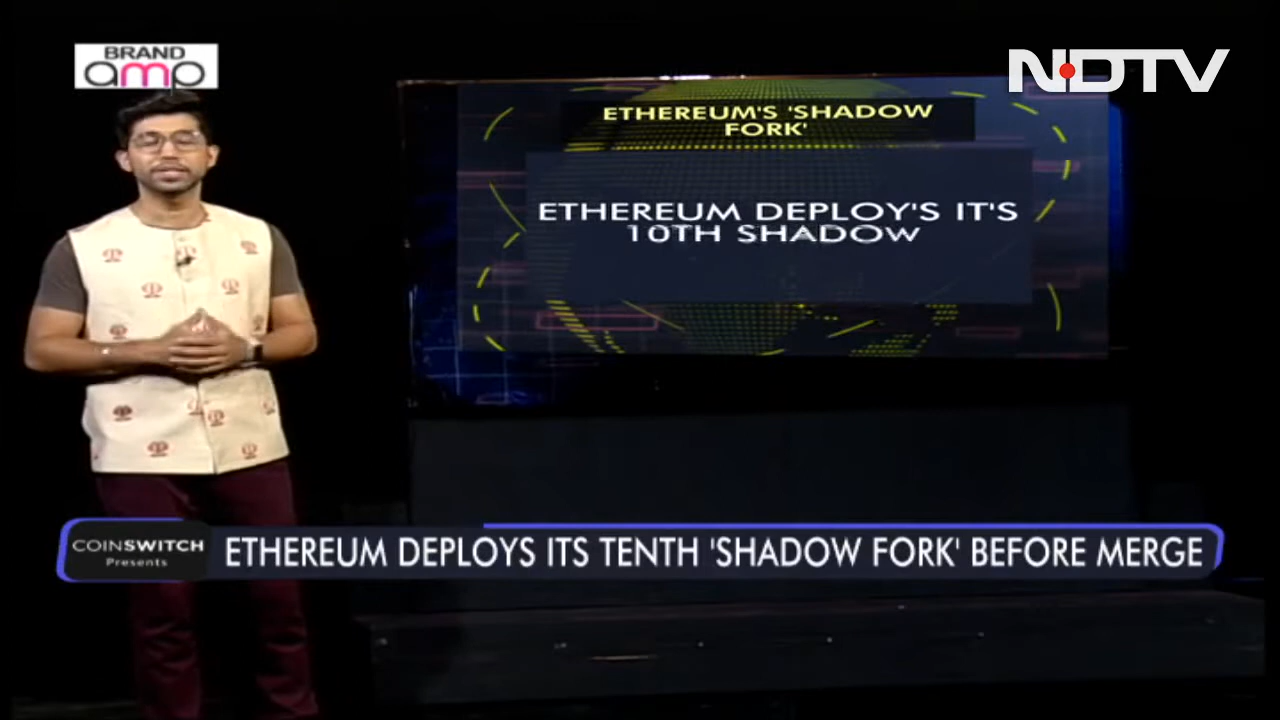 BRAND
amp
NDTV
ETHEREUM'S 'SHADOW
FORK'
ETHEREUM DEPLOY'S IT'S
10TH SHADOW
COINSWITCH
Presents
ETHEREUM DEPLOYS ITS TENTH 'SHADOW FORK' BEFORE MERGE